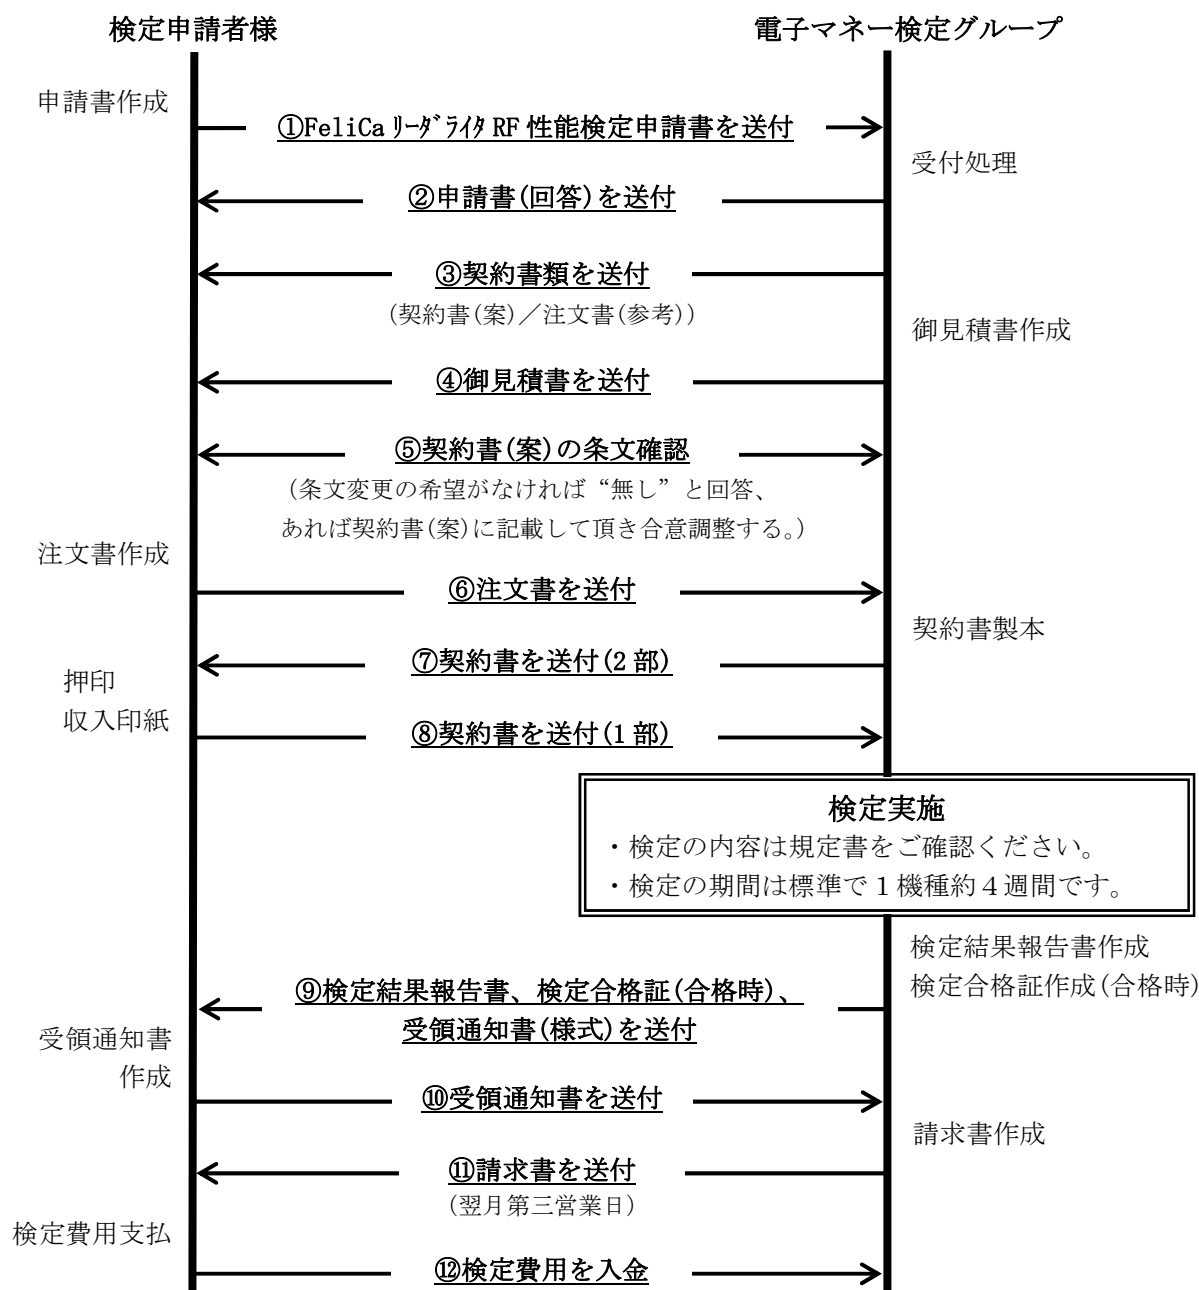 検定申請者様
電子マネー検定グループ
申請書作成
①FeliCa ﾘｰﾀﾞﾗｲﾀ RF 性能検定申請書を送付
受付処理
②申請書(回答)を送付
③契約書類を送付
(契約書(案)／注文書(参考))
御見積書作成
④御見積書を送付
⑤契約書(案)の条文確認
(条文変更の希望がなければ“無し”と回答、
あれば契約書(案)に記載して頂き合意調整する。)
注文書作成
⑥注文書を送付
契約書製本
⑦契約書を送付(2 部)
押印
収入印紙
⑧契約書を送付(1 部)
検定実施
・検定の内容は規定書をご確認ください。
・検定の期間は標準で１機種約４週間です。
検定結果報告書作成
検定合格証作成(合格時)
⑨検定結果報告書、検定合格証(合格時)、
受領通知書(様式)を送付
受領通知書
作成
⑩受領通知書を送付
請求書作成
⑪請求書を送付
(翌月第三営業日)
検定費用支払
⑫検定費用を入金